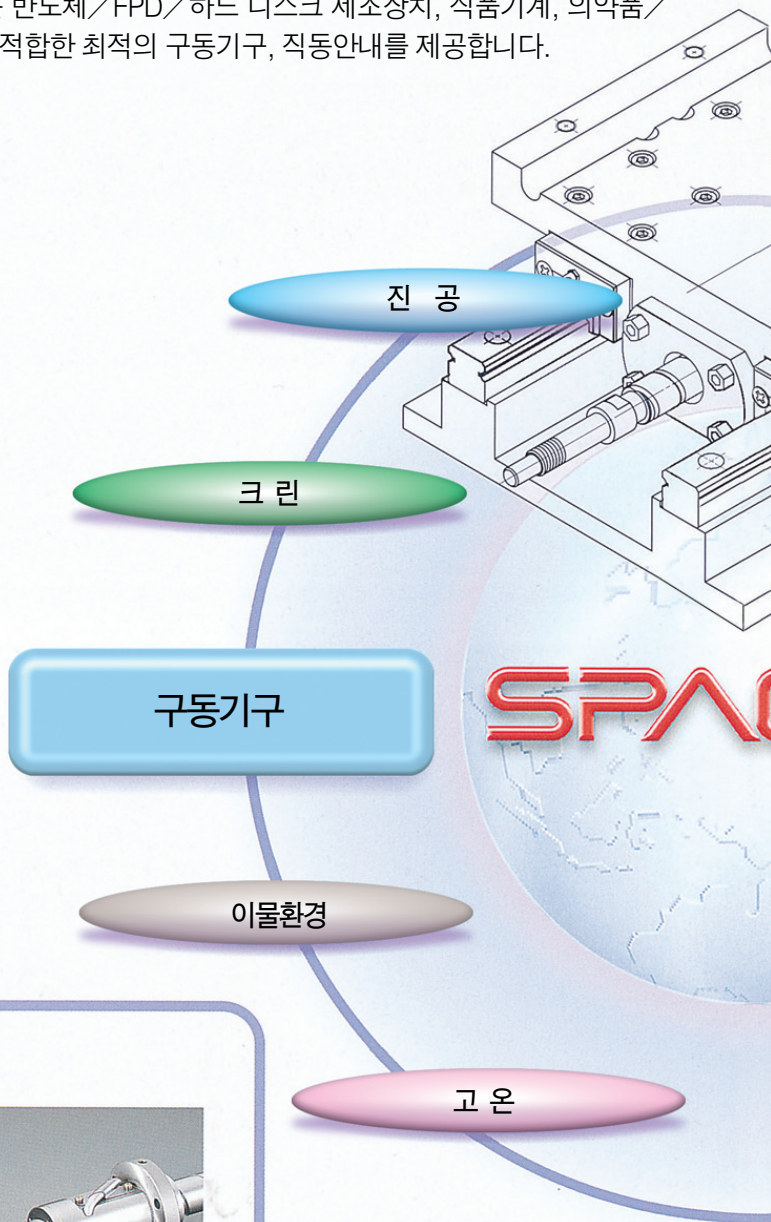 반도체／FPD／하드 디스크 제조장치, 식품기계, 의약품／
적합한 최적의 구동기구, 직동안내를 제공합니다.
진 공
크 린
구동기구
이물환경
고 온